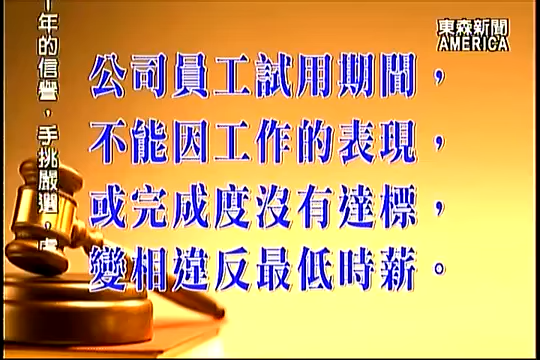 東森新聞
AMERICA
公司員工試用期間，
不能因工作的表現，
或完成度沒有達標，
變相違反最低時薪。
年的信譽，手挑嚴選，